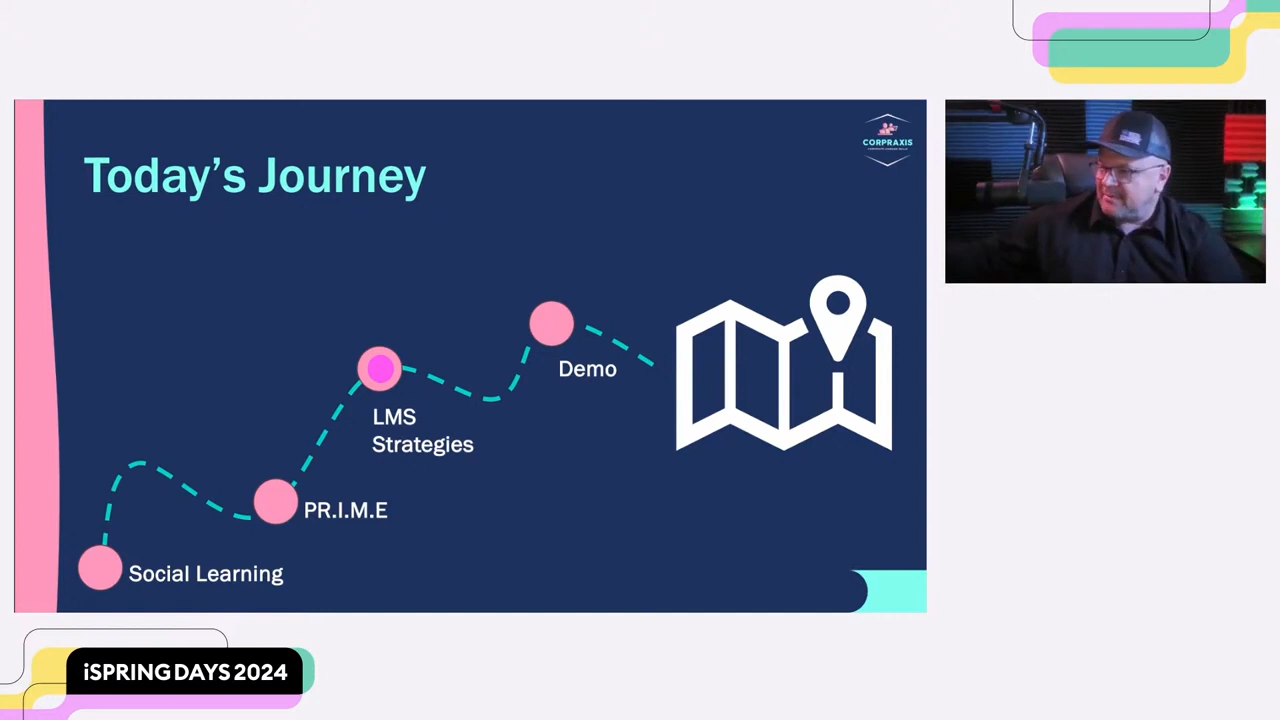 CORPRAXIS
Today's Journey
Demo
LMS
Strategies
PR.I.M.E
Social Learning
iSPRING DAYS 2024